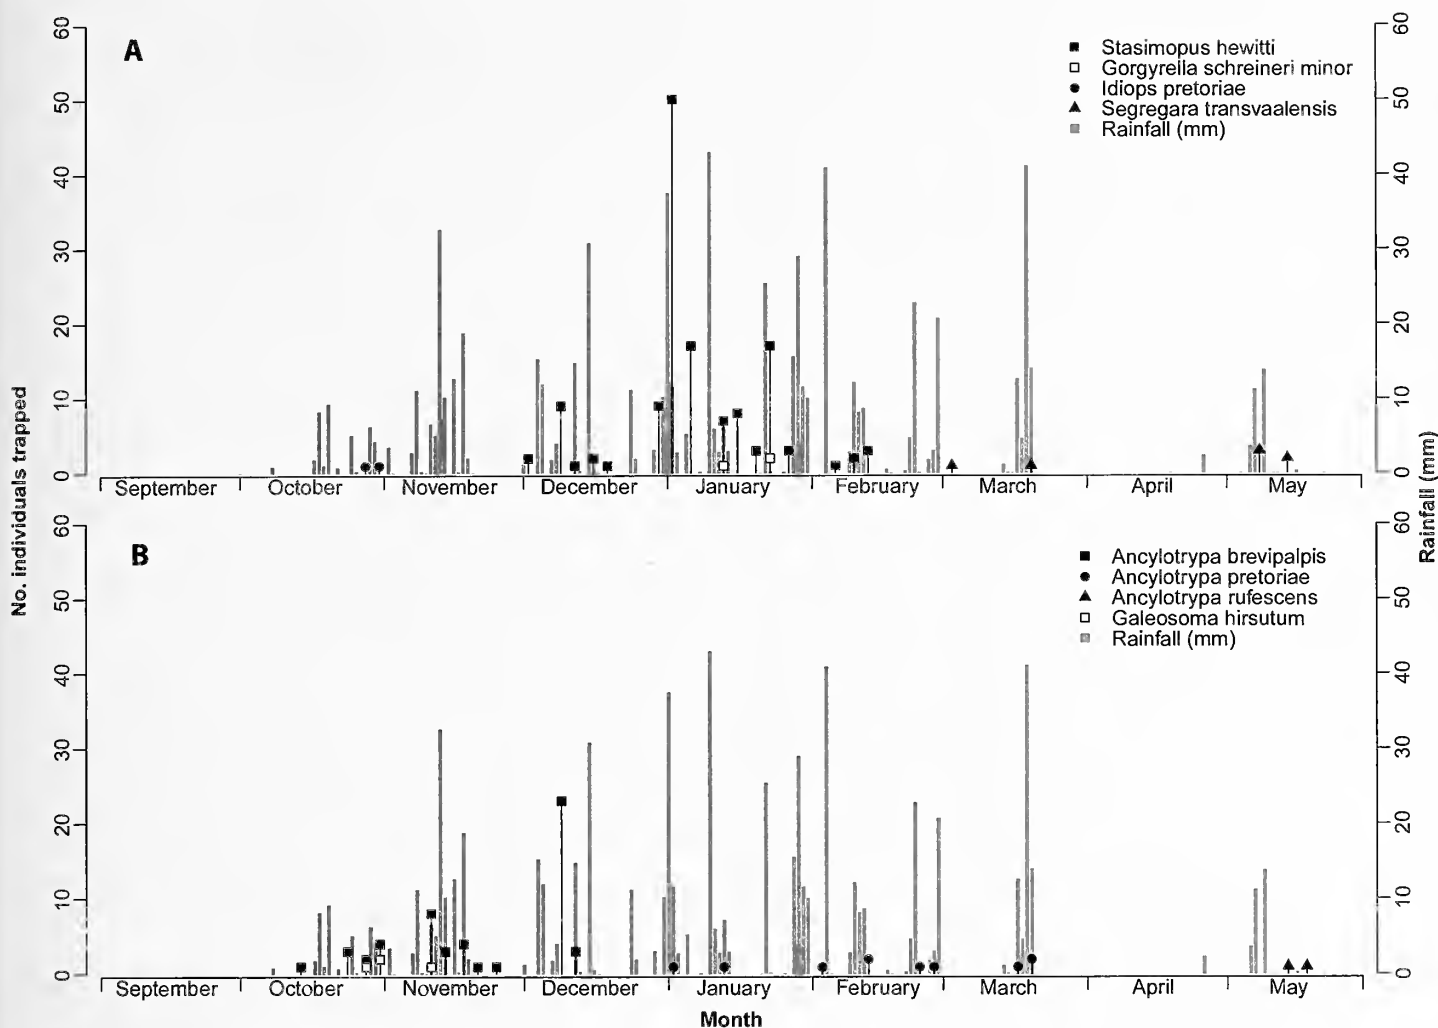 A
Stasimopus hewitti
Gorgyrella schreineri minor
Idiops pretoriae
Segregara transvaalensis
Rainfall (mm)
60
50
40
30
20
10
0
60
50
40
30
20
10
0
September October November December January February March April May
No. individuals trapped
Rainfall (mm)
B
Ancylotrypa brevipalpis
Ancylotrypa pretoriae
Ancylotrypa rufescens
Galeosoma hirsutum
Rainfall (mm)
60
50
40
30
20
10
0
60
50
40
30
20
10
0
September October November December January February March April May
Month